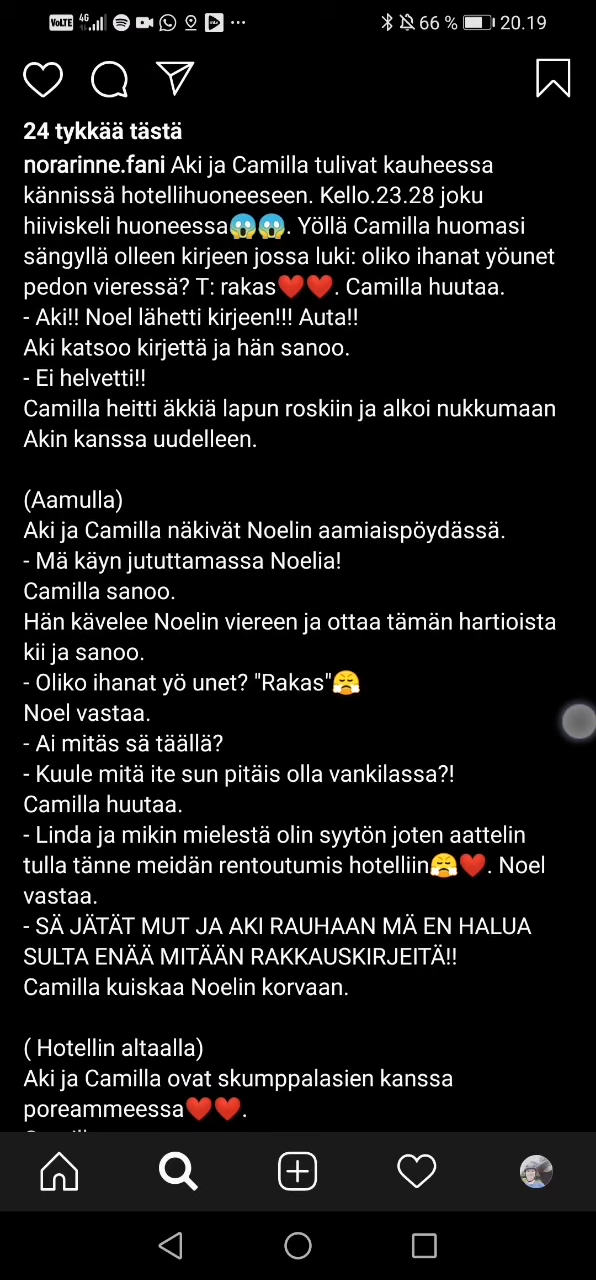 VoLTE 4G 66 % 20.19
24 tykkää tästä
norarinne.fani Aki ja Camilla tulivat kauheessa
kännissä hotellihuoneeseen. Kello.23.28 joku
hiiviskeli huoneessa😱😱. Yöllä Camilla huomasi
sängyllä olleen kirjeen jossa luki: oliko ihanat yöunet
pedon vieressä? T: rakas❤️❤️. Camilla huutaa.
- Aki!! Noel lähetti kirjeen!!! Auta!!
Aki katsoo kirjettä ja hän sanoo.
- Ei helvetti!!
Camilla heitti äkkiä lapun roskiin ja alkoi nukkumaan
Akin kanssa uudelleen.
(Aamulla)
Aki ja Camilla näkivät Noelin aamiaispöydässä.
- Mä käyn jututtamassa Noelia!
Camilla sanoo.
Hän kävelee Noelin viereen ja ottaa tämän hartioista
kii ja sanoo.
- Oliko ihanat yö unet? "Rakas"😤
Noel vastaa.
- Ai mitäs sä täällä?
- Kuule mitä ite sun pitäis olla vankilassa?!
Camilla huutaa.
- Linda ja mikin mielestä olin syytön joten aattelin
tulla tänne meidän rentoutumis hotelliin😤❤️. Noel
vastaa.
- SÄ JÄTÄT MUT JA AKI RAUHAAN MÄ EN HALUA
SULTA ENÄÄ MITÄÄN RAKKAUSKIRJEITÄ!!
Camilla kuiskaa Noelin korvaan.
( Hotellin altaalla)
Aki ja Camilla ovat skumppalasien kanssa
poreammeessa❤️❤️.